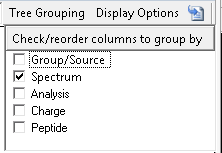 Tree Grouping Display Options
Check/reorder columns to group by
Group/Source
Spectrum
Analysis
Charge
Peptide